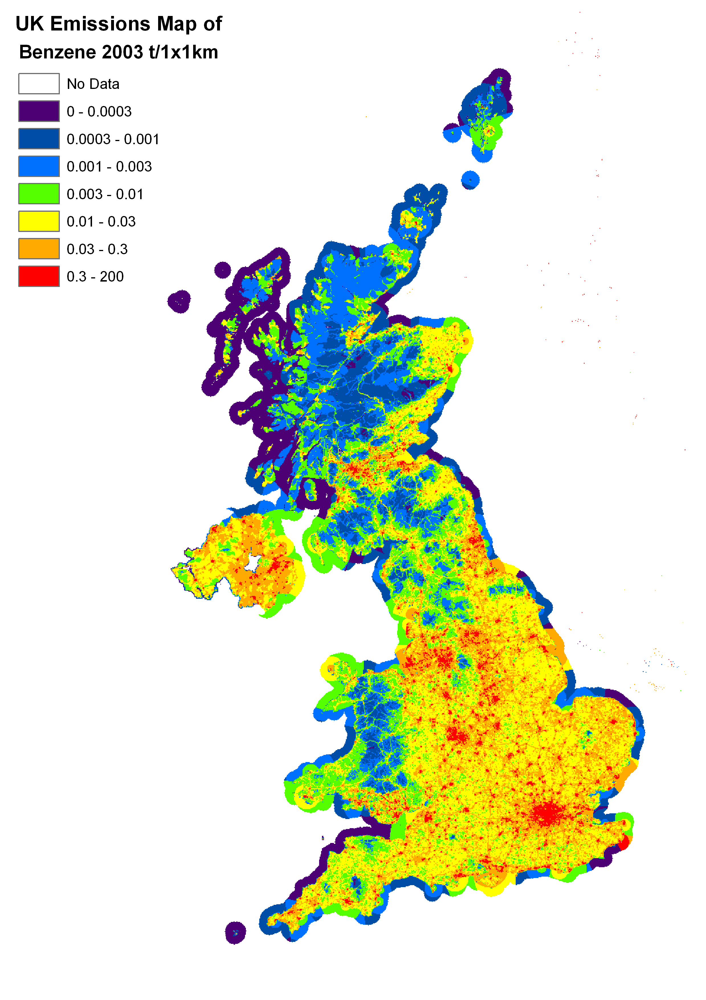 UK Emissions Map of
Benzene 2003 t/1x1km
No Data
0 - 0.0003
0.0003 - 0.001
0.001 - 0.003
0.003 - 0.01
0.01 - 0.03
0.03 - 0.3
0.3 - 200